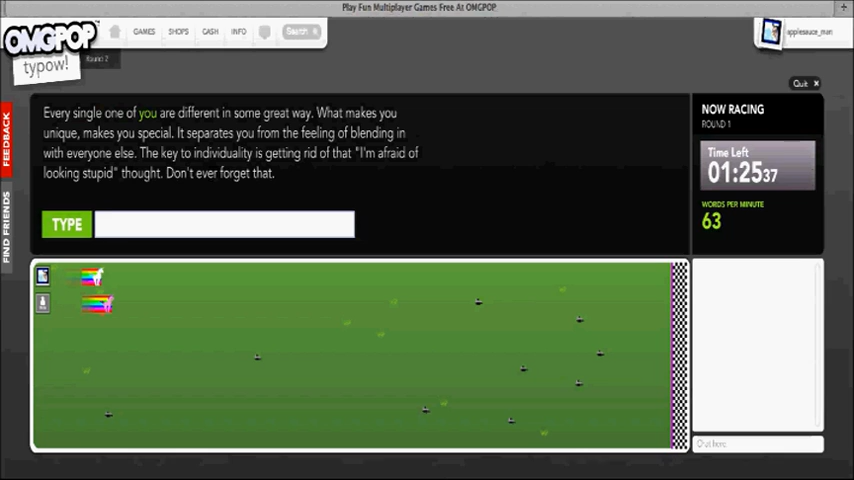 Play Fun Multiplayer Games Free At OMGPOP
OMGPOP
typow!
GAMES
SHOPS
CASH
INFO
Search
applesauce_man
Round 2
Quit x
FEEDBACK
FIND FRIENDS
Every single one of you are different in some great way. What makes you
unique, makes you special. It separates you from the feeling of blending in
with everyone else. The key to individuality is getting rid of that "I'm afraid of
looking stupid" thought. Don't ever forget that.
TYPE
NOW RACING
ROUND 1
Time Left
01:25 37
WORDS PER MINUTE
63